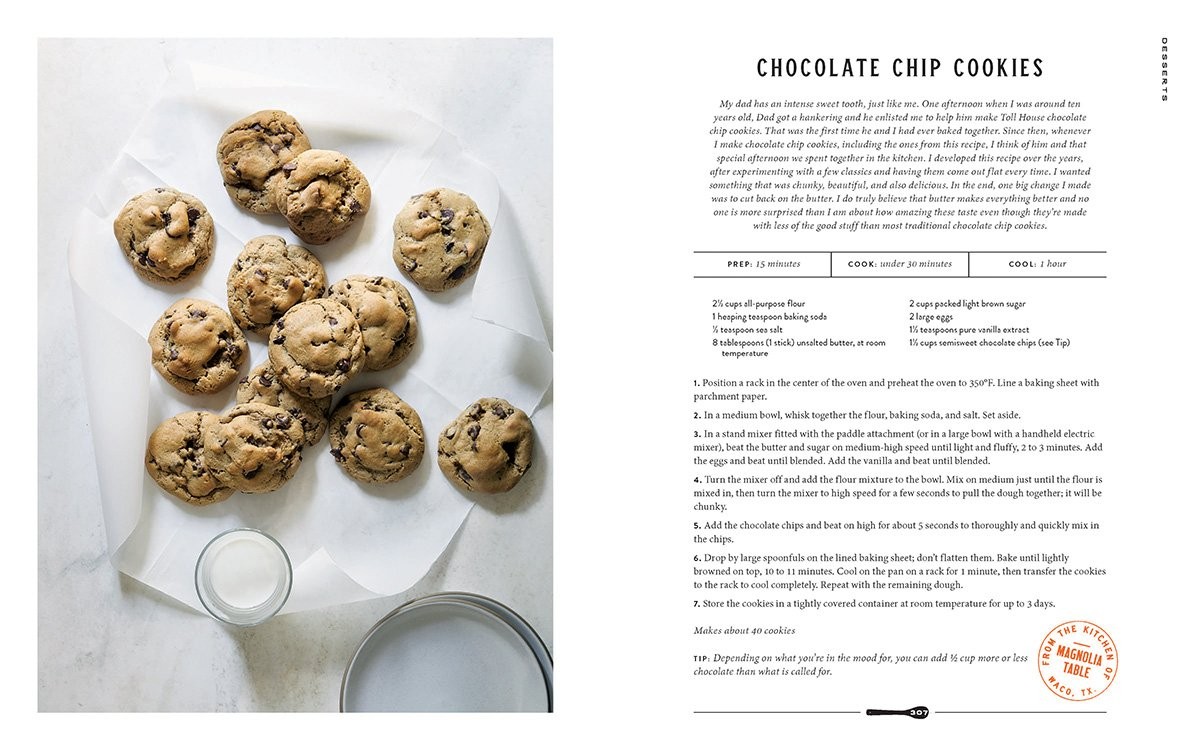 DESSERTS
CHOCOLATE CHIP COOKIES
My dad has an intense sweet tooth, just like me. One afternoon when I was around ten
years old, Dad got a hankering and he enlisted me to help him make Toll House chocolate
chip cookies. That was the first time he and I had ever baked together. Since then, whenever
I make chocolate chip cookies, including the ones from this recipe, I think of him and that
special afternoon we spent together in the kitchen. I developed this recipe over the years,
after experimenting with a few classics and having them come out flat every time. I wanted
something that was chunky, beautiful, and also delicious. In the end, one big change I made
was to cut back on the butter. I do truly believe that butter makes everything better and no
one is more surprised than I am about how amazing these taste even though they're made
with less of the good stuff than most traditional chocolate chip cookies.
PREP: 15 minutes
COOK: under 30 minutes
COOL: 1 hour
2½ cups all-purpose flour
1 heaping teaspoon baking soda
½ teaspoon sea salt
8 tablespoons (1 stick) unsalted butter, at room
temperature
2 cups packed light brown sugar
2 large eggs
1½ teaspoons pure vanilla extract
1½ cups semisweet chocolate chips (see Tip)
1. Position a rack in the center of the oven and preheat the oven to 350°F. Line a baking sheet with
parchment paper.
2. In a medium bowl, whisk together the flour, baking soda, and salt. Set aside.
3. In a stand mixer fitted with the paddle attachment (or in a large bowl with a handheld electric
mixer), beat the butter and sugar on medium-high speed until light and fluffy, 2 to 3 minutes. Add
the eggs and beat until blended. Add the vanilla and beat until blended.
4. Turn the mixer off and add the flour mixture to the bowl. Mix on medium just until the flour is
mixed in, then turn the mixer to high speed for a few seconds to pull the dough together; it will be
chunky.
5. Add the chocolate chips and beat on high for about 5 seconds to thoroughly and quickly mix in
the chips.
6. Drop by large spoonfuls on the lined baking sheet; don't flatten them. Bake until lightly
browned on top, 10 to 11 minutes. Cool on the pan on a rack for 1 minute, then transfer the cookies
to the rack to cool completely. Repeat with the remaining dough.
7. Store the cookies in a tightly covered container at room temperature for up to 3 days.
Makes about 40 cookies
TIP: Depending on what you're in the mood for, you can add ½ cup more or less
chocolate than what is called for.
FROM THE KITCHEN OF
MAGNOLIA
TABLE
WACO, TX.
307